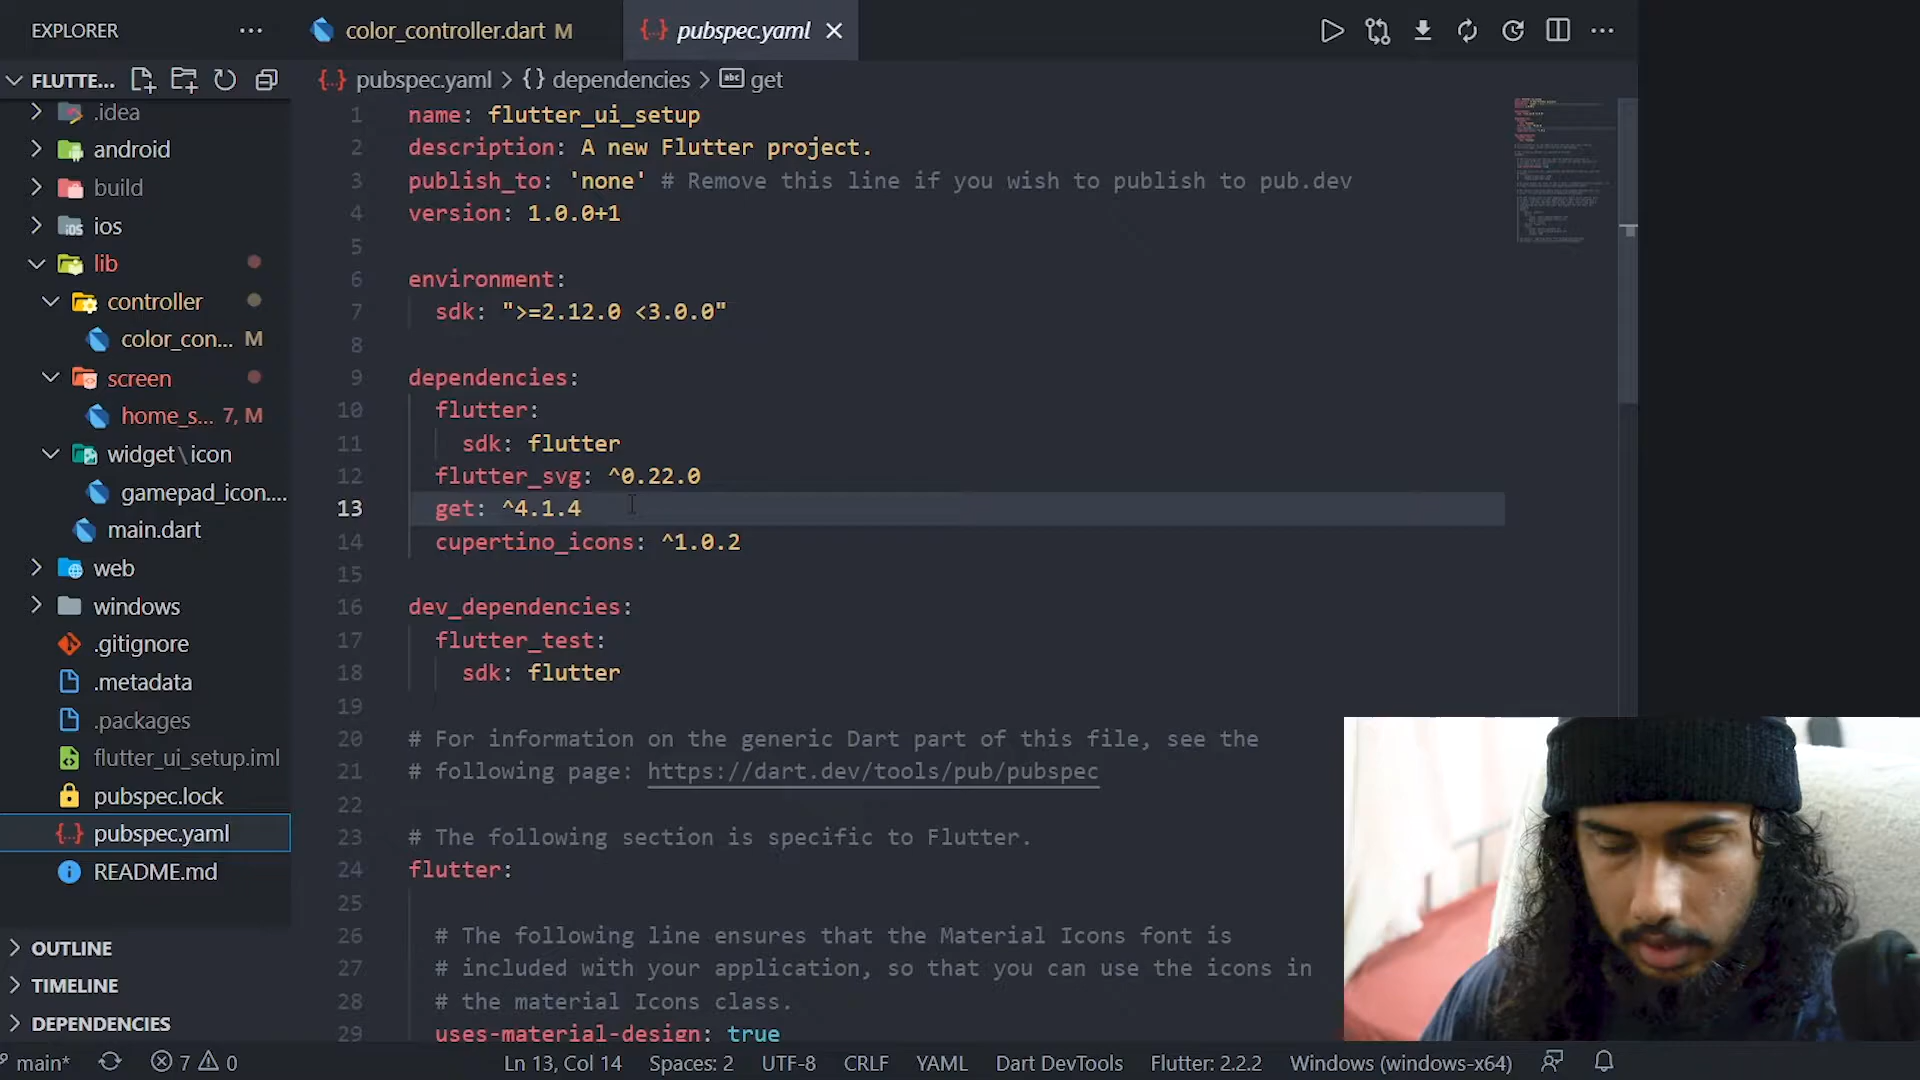 EXPLORER
color_controller.dart M
pubspec.yaml
FLUTTE...
pubspec.yaml > {} dependencies > abc get
.idea
android
build
ios
lib
controller
color_con... M
screen
home_s... 7, M
widget\icon
gamepad_icon....
main.dart
web
windows
.gitignore
.metadata
.packages
flutter_ui_setup.iml
pubspec.lock
pubspec.yaml
README.md
OUTLINE
TIMELINE
DEPENDENCIES
1 name: flutter_ui_setup
2 description: A new Flutter project.
3 publish_to: 'none' # Remove this line if you wish to publish to pub.dev
4 version: 1.0.0+1
5
6 environment:
7 sdk: ">=2.12.0 <3.0.0"
8
9 dependencies:
10 flutter:
11 sdk: flutter
12 flutter_svg: ^0.22.0
13 get: ^4.1.4
14 cupertino_icons: ^1.0.2
15
16 dev_dependencies:
17 flutter_test:
18 sdk: flutter
19
20 # For information on the generic Dart part of this file, see the
21 # following page: https://dart.dev/tools/pub/pubspec
22
23 # The following section is specific to Flutter.
24 flutter:
25
26 # The following line ensures that the Material Icons font is
27 # included with your application, so that you can use the icons in
28 # the material Icons class.
29 uses-material-design: true
main* 7 0 Ln 13, Col 14 Spaces: 2 UTF-8 CRLF YAML Dart DevTools Flutter: 2.2.2 Windows (windows-x64)